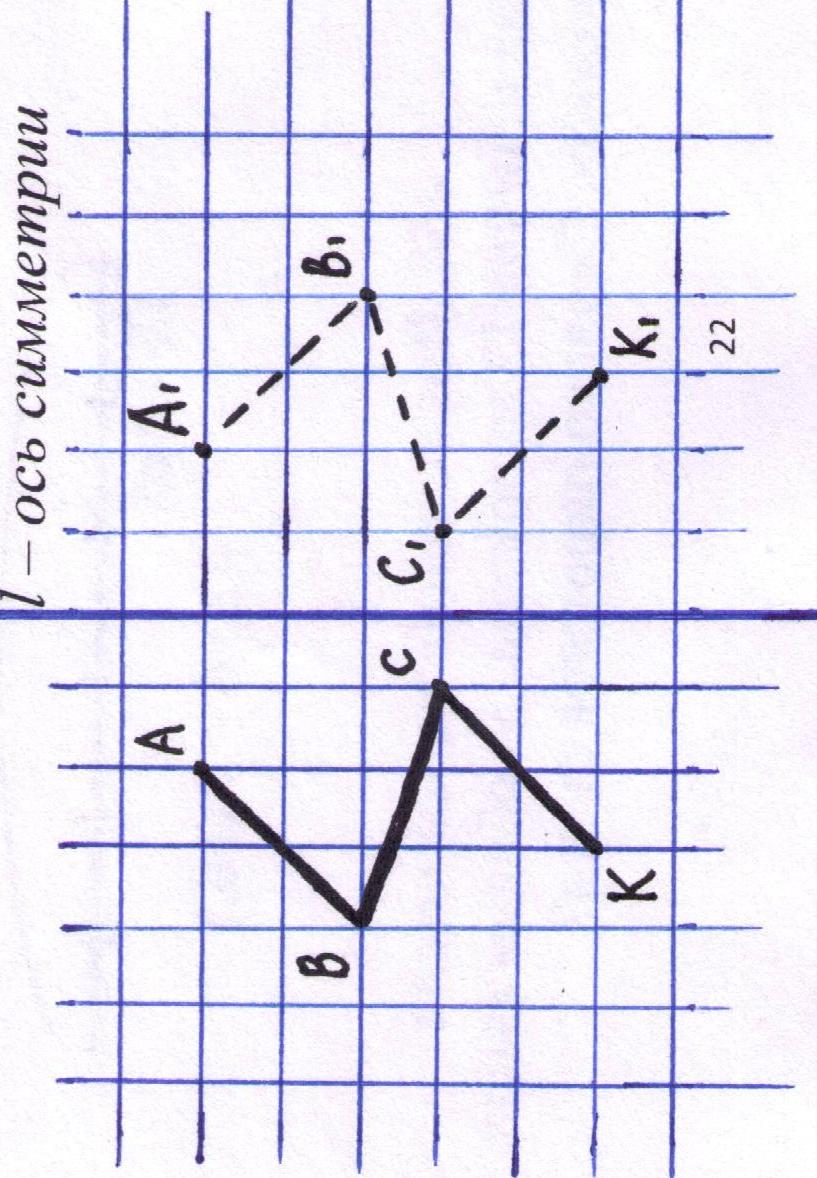 l – ось симметрии
A A₁
B B₁
C C₁
K K₁
22